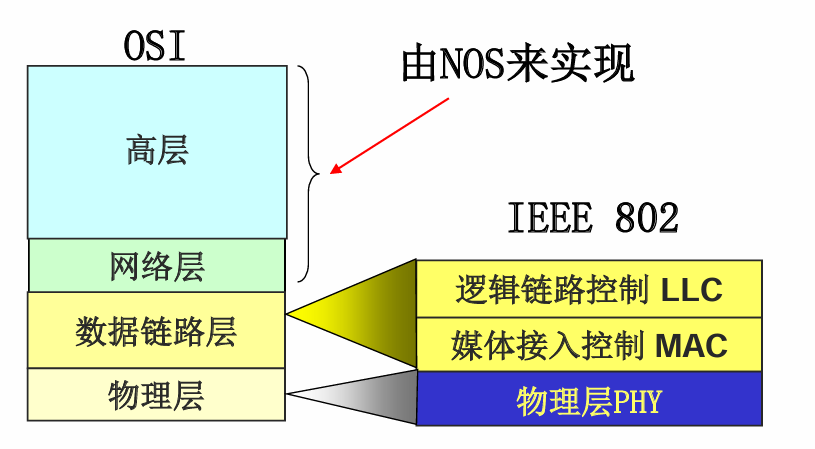 OSI
由NOS来实现
高层
IEEE 802
网络层
逻辑链路控制 LLC
数据链路层
媒体接入控制 MAC
物理层
物理层PHY